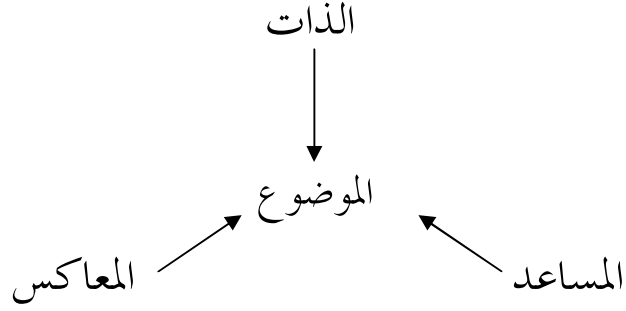 الذات
الموضوع
المساعد
المعاكس